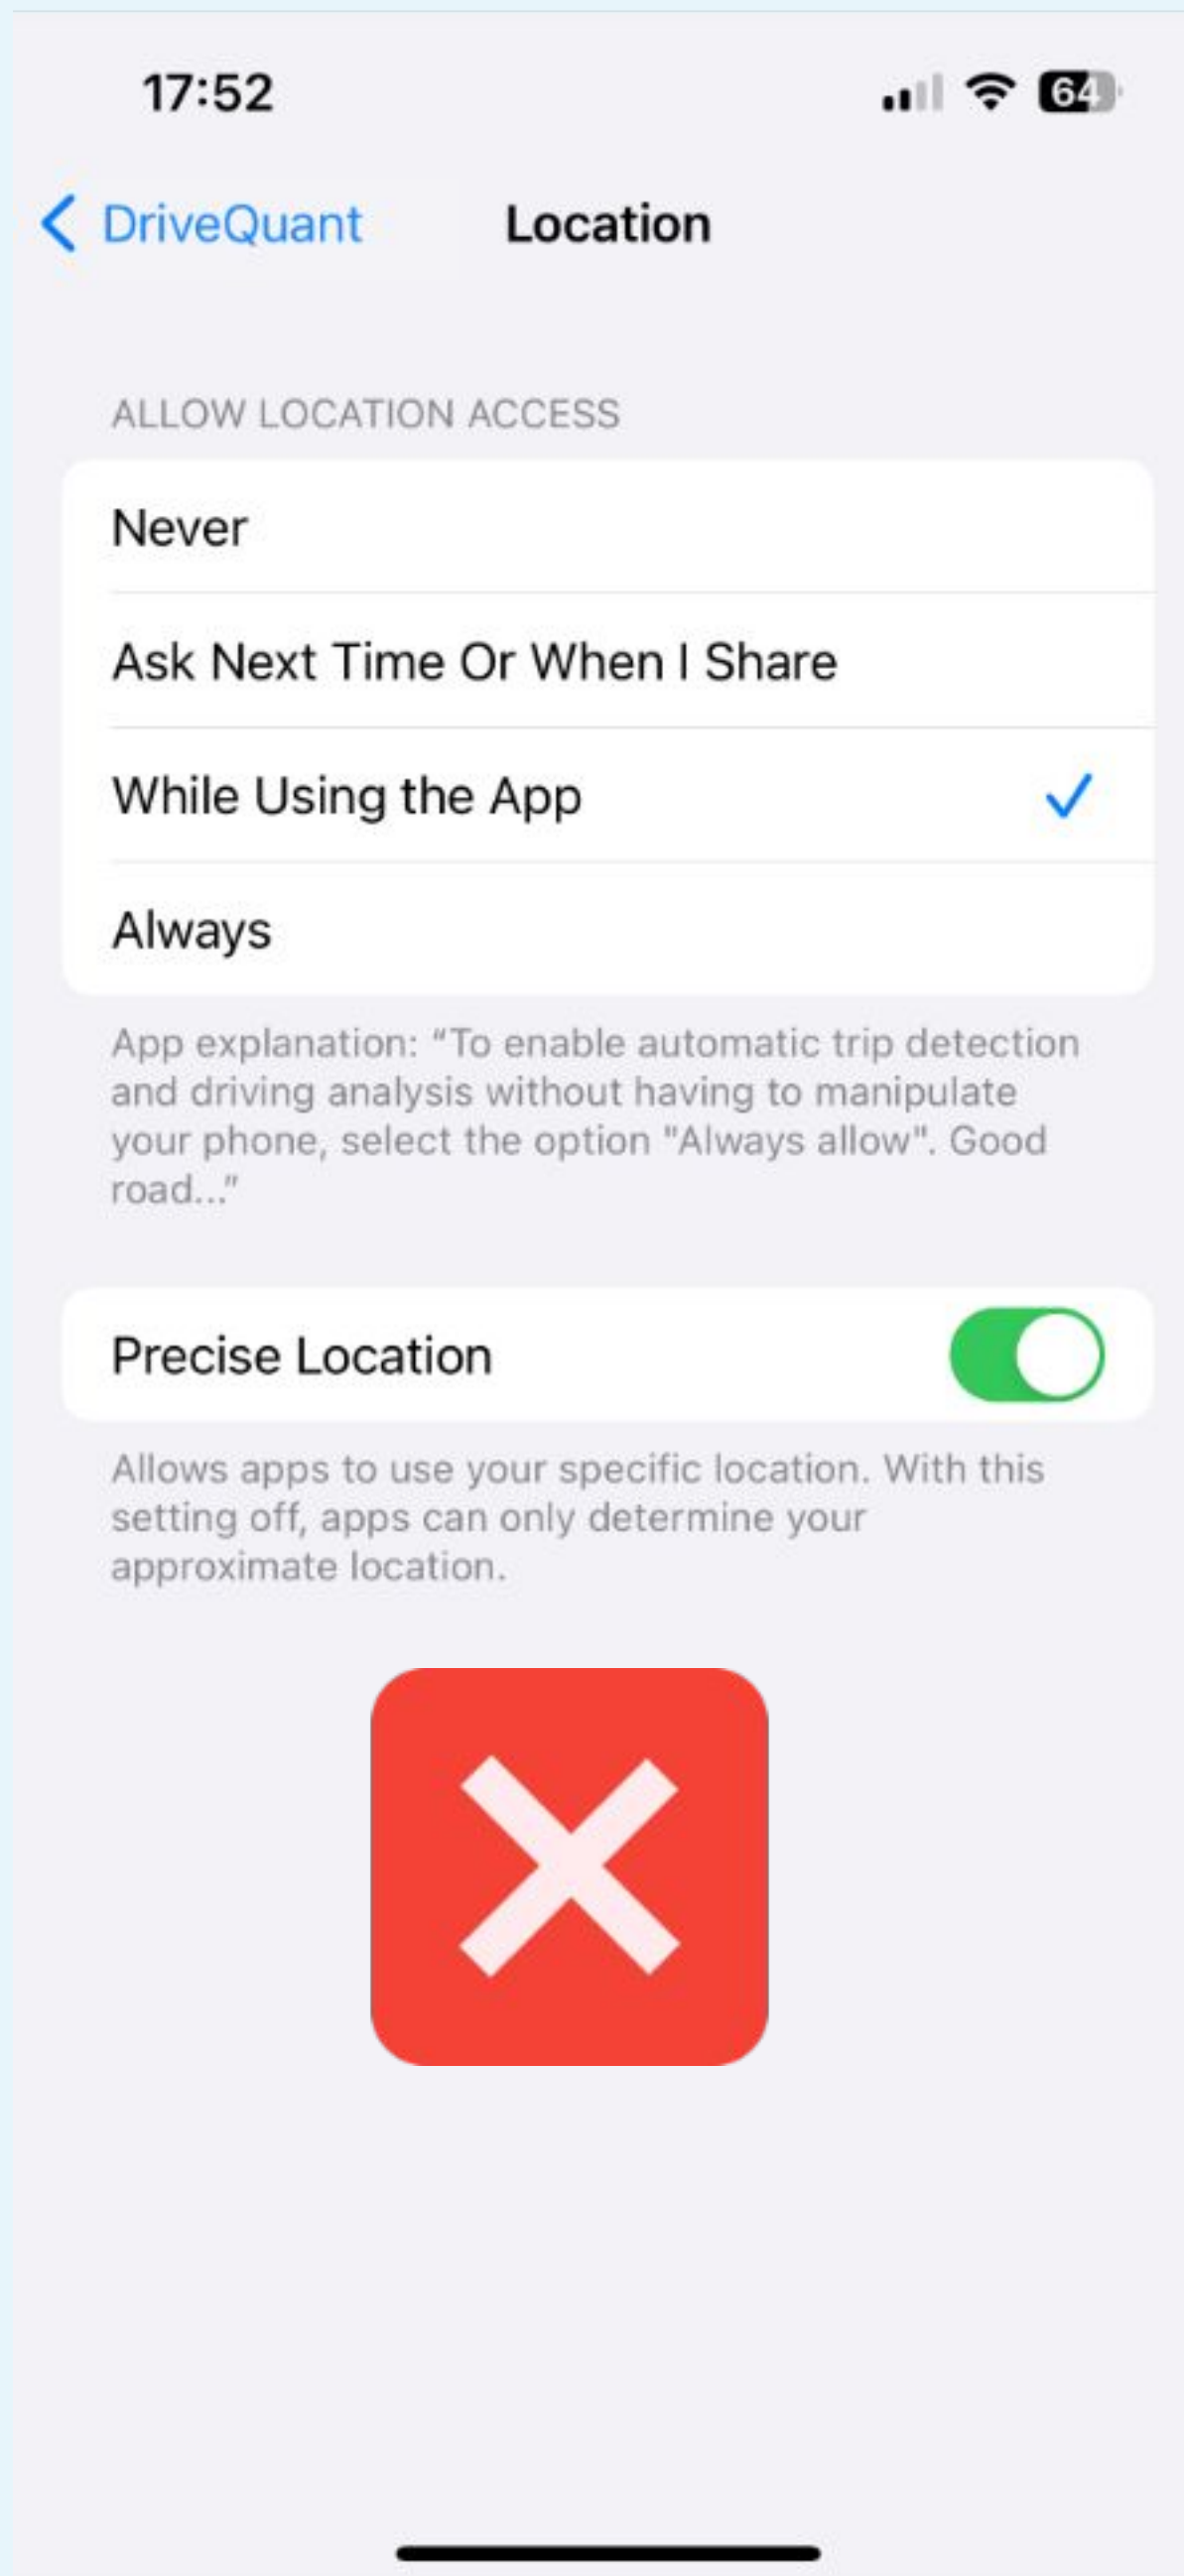 17:52
64
DriveQuant
Location
ALLOW LOCATION ACCESS
Never
Ask Next Time Or When I Share
While Using the App
Always
App explanation: “To enable automatic trip detection
and driving analysis without having to manipulate
your phone, select the option "Always allow". Good
road...”
Precise Location
Allows apps to use your specific location. With this
setting off, apps can only determine your
approximate location.